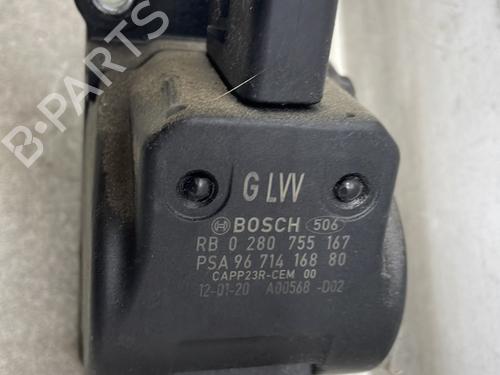 GLW
BOSCH 506
RB 0 280 755 167
PSA 96 714 168 80
CAPP23R-CEM 00
12-01-20 A00568 -D02
B-PARTS